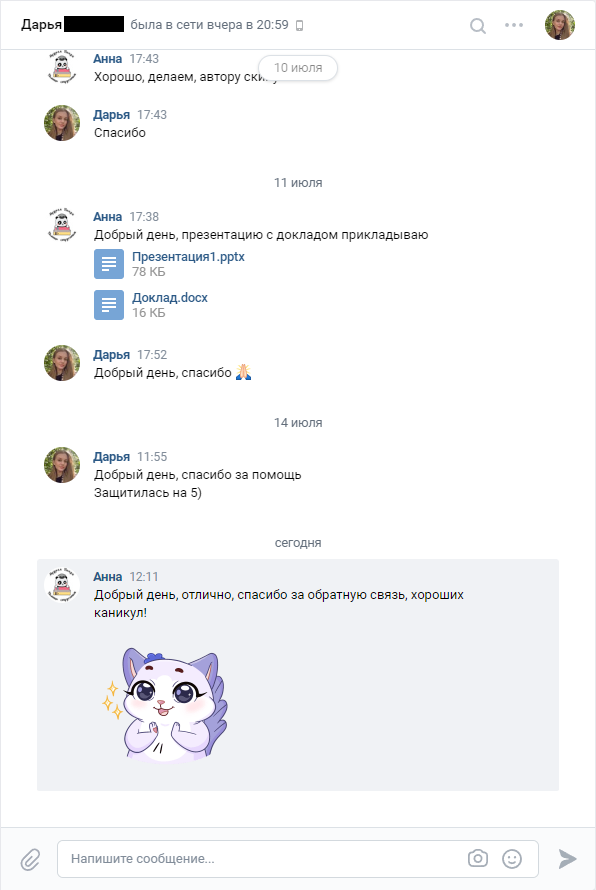 Дарья была в сети вчера в 20:59
Анна 17:43
10 июля
Хорошо, делаем, автору
Дарья 17:43
Спасибо
11 июля
Анна 17:38
Добрый день, презентацию с докладом прикладываю
Презентация1.pptx
78 КБ
Доклад.docx
16 КБ
Дарья 17:52
Добрый день, спасибо 🙏🏻
14 июля
Дарья 11:55
Добрый день, спасибо за помощь
Защитилась на 5)
сегодня
Анна 12:11
Добрый день, отлично, спасибо за обратную связь, хороших
каникул!
Напишите сообщение...